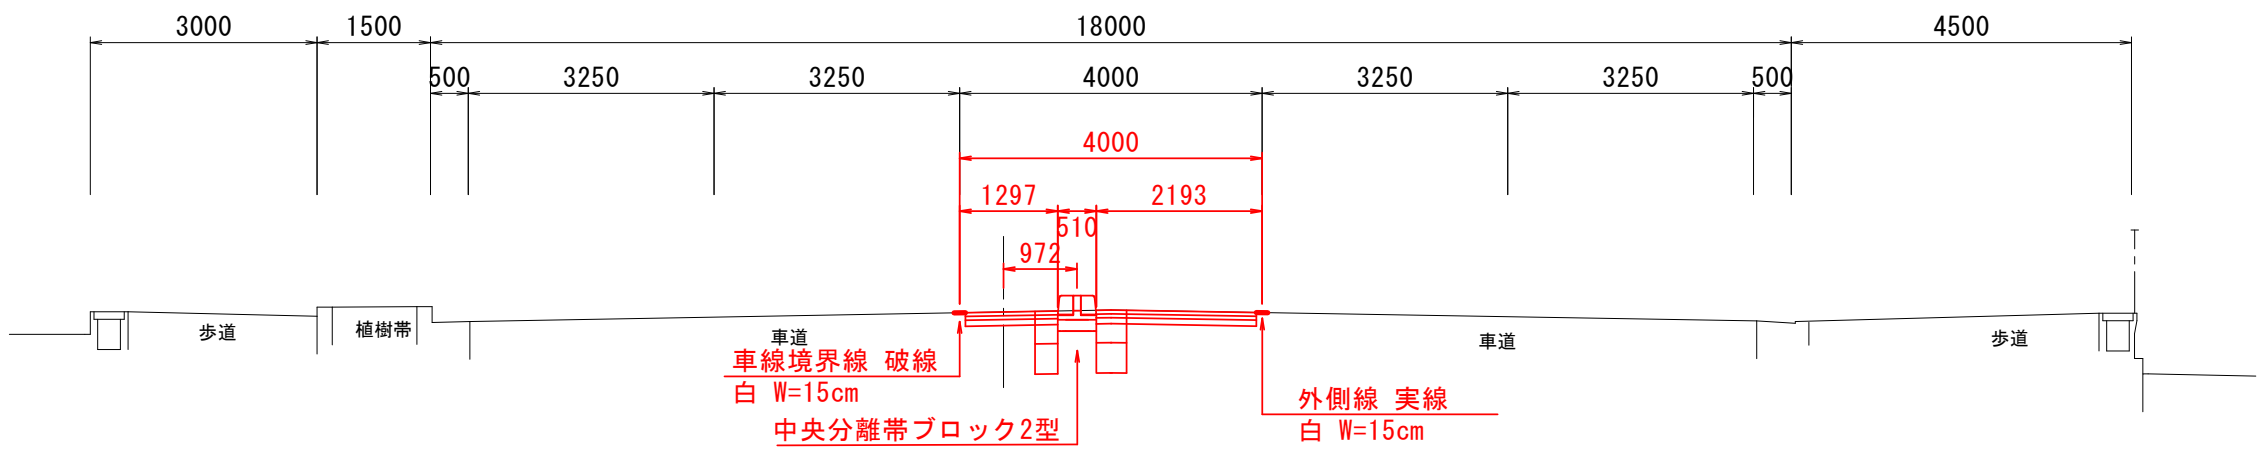 3000 1500 18000 4500
500 3250 3250 4000 3250 3250 500
4000
1297 2193
510
972
歩道 植樹帯 車道 車道 歩道
車線境界線 破線
白 W=15cm
外側線 実線
白 W=15cm
中央分離帯ブロック2型